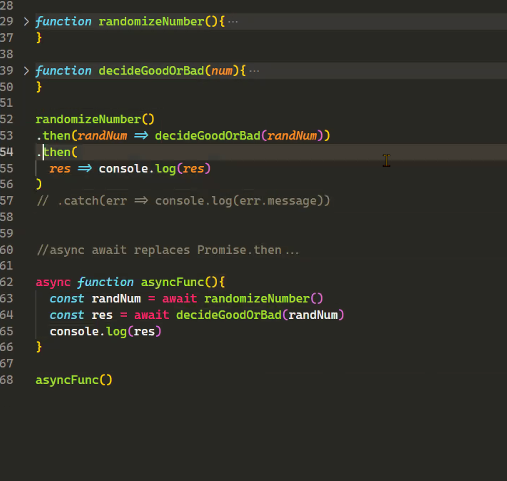 28
29 > function randomizeNumber(){ ...
37 }
38
39 > function decideGoodOrBad(num){ ...
50 }
51
52 randomizeNumber()
53 .then(randNum => decideGoodOrBad(randNum))
54 .then(
55   res => console.log(res)
56 )
57 // .catch(err => console.log(err.message))
58
59
60 //async await replaces Promise.then...
61
62 async function asyncFunc(){
63   const randNum = await randomizeNumber()
64   const res = await decideGoodOrBad(randNum)
65   console.log(res)
66 }
67
68 asyncFunc()